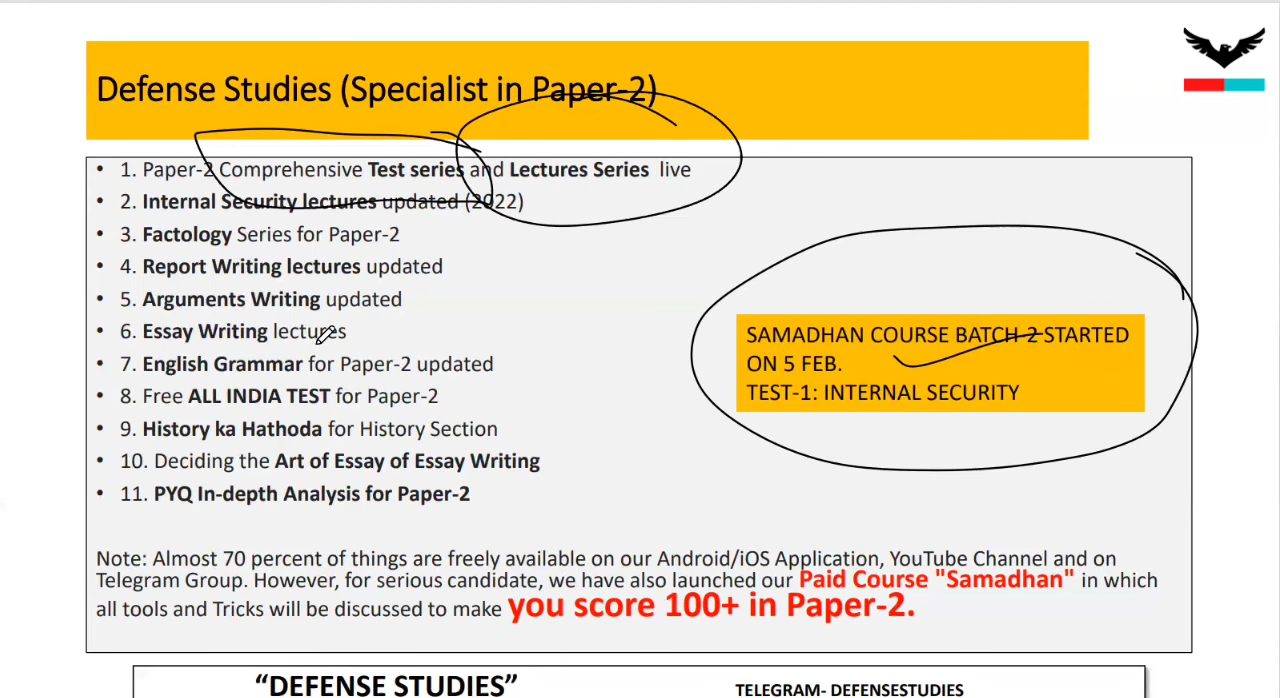 Defense Studies (Specialist in Paper-2)
• 1. Paper-2 Comprehensive Test series and Lectures Series live
• 2. Internal Security lectures updated (2022)
• 3. Factology Series for Paper-2
• 4. Report Writing lectures updated
• 5. Arguments Writing updated
• 6. Essay Writing lectures
• 7. English Grammar for Paper-2 updated
• 8. Free ALL INDIA TEST for Paper-2
• 9. History ka Hathoda for History Section
• 10. Deciding the Art of Essay of Essay Writing
• 11. PYQ In-depth Analysis for Paper-2
SAMADHAN COURSE BATCH-2 STARTED
ON 5 FEB.
TEST-1: INTERNAL SECURITY
Note: Almost 70 percent of things are freely available on our Android/iOS Application, YouTube Channel and on
Telegram Group. However, for serious candidate, we have also launched our Paid Course "Samadhan" in which
all tools and Tricks will be discussed to make you score 100+ in Paper-2.
“DEFENSE STUDIES”
TELEGRAM- DEFENSESTUDIES